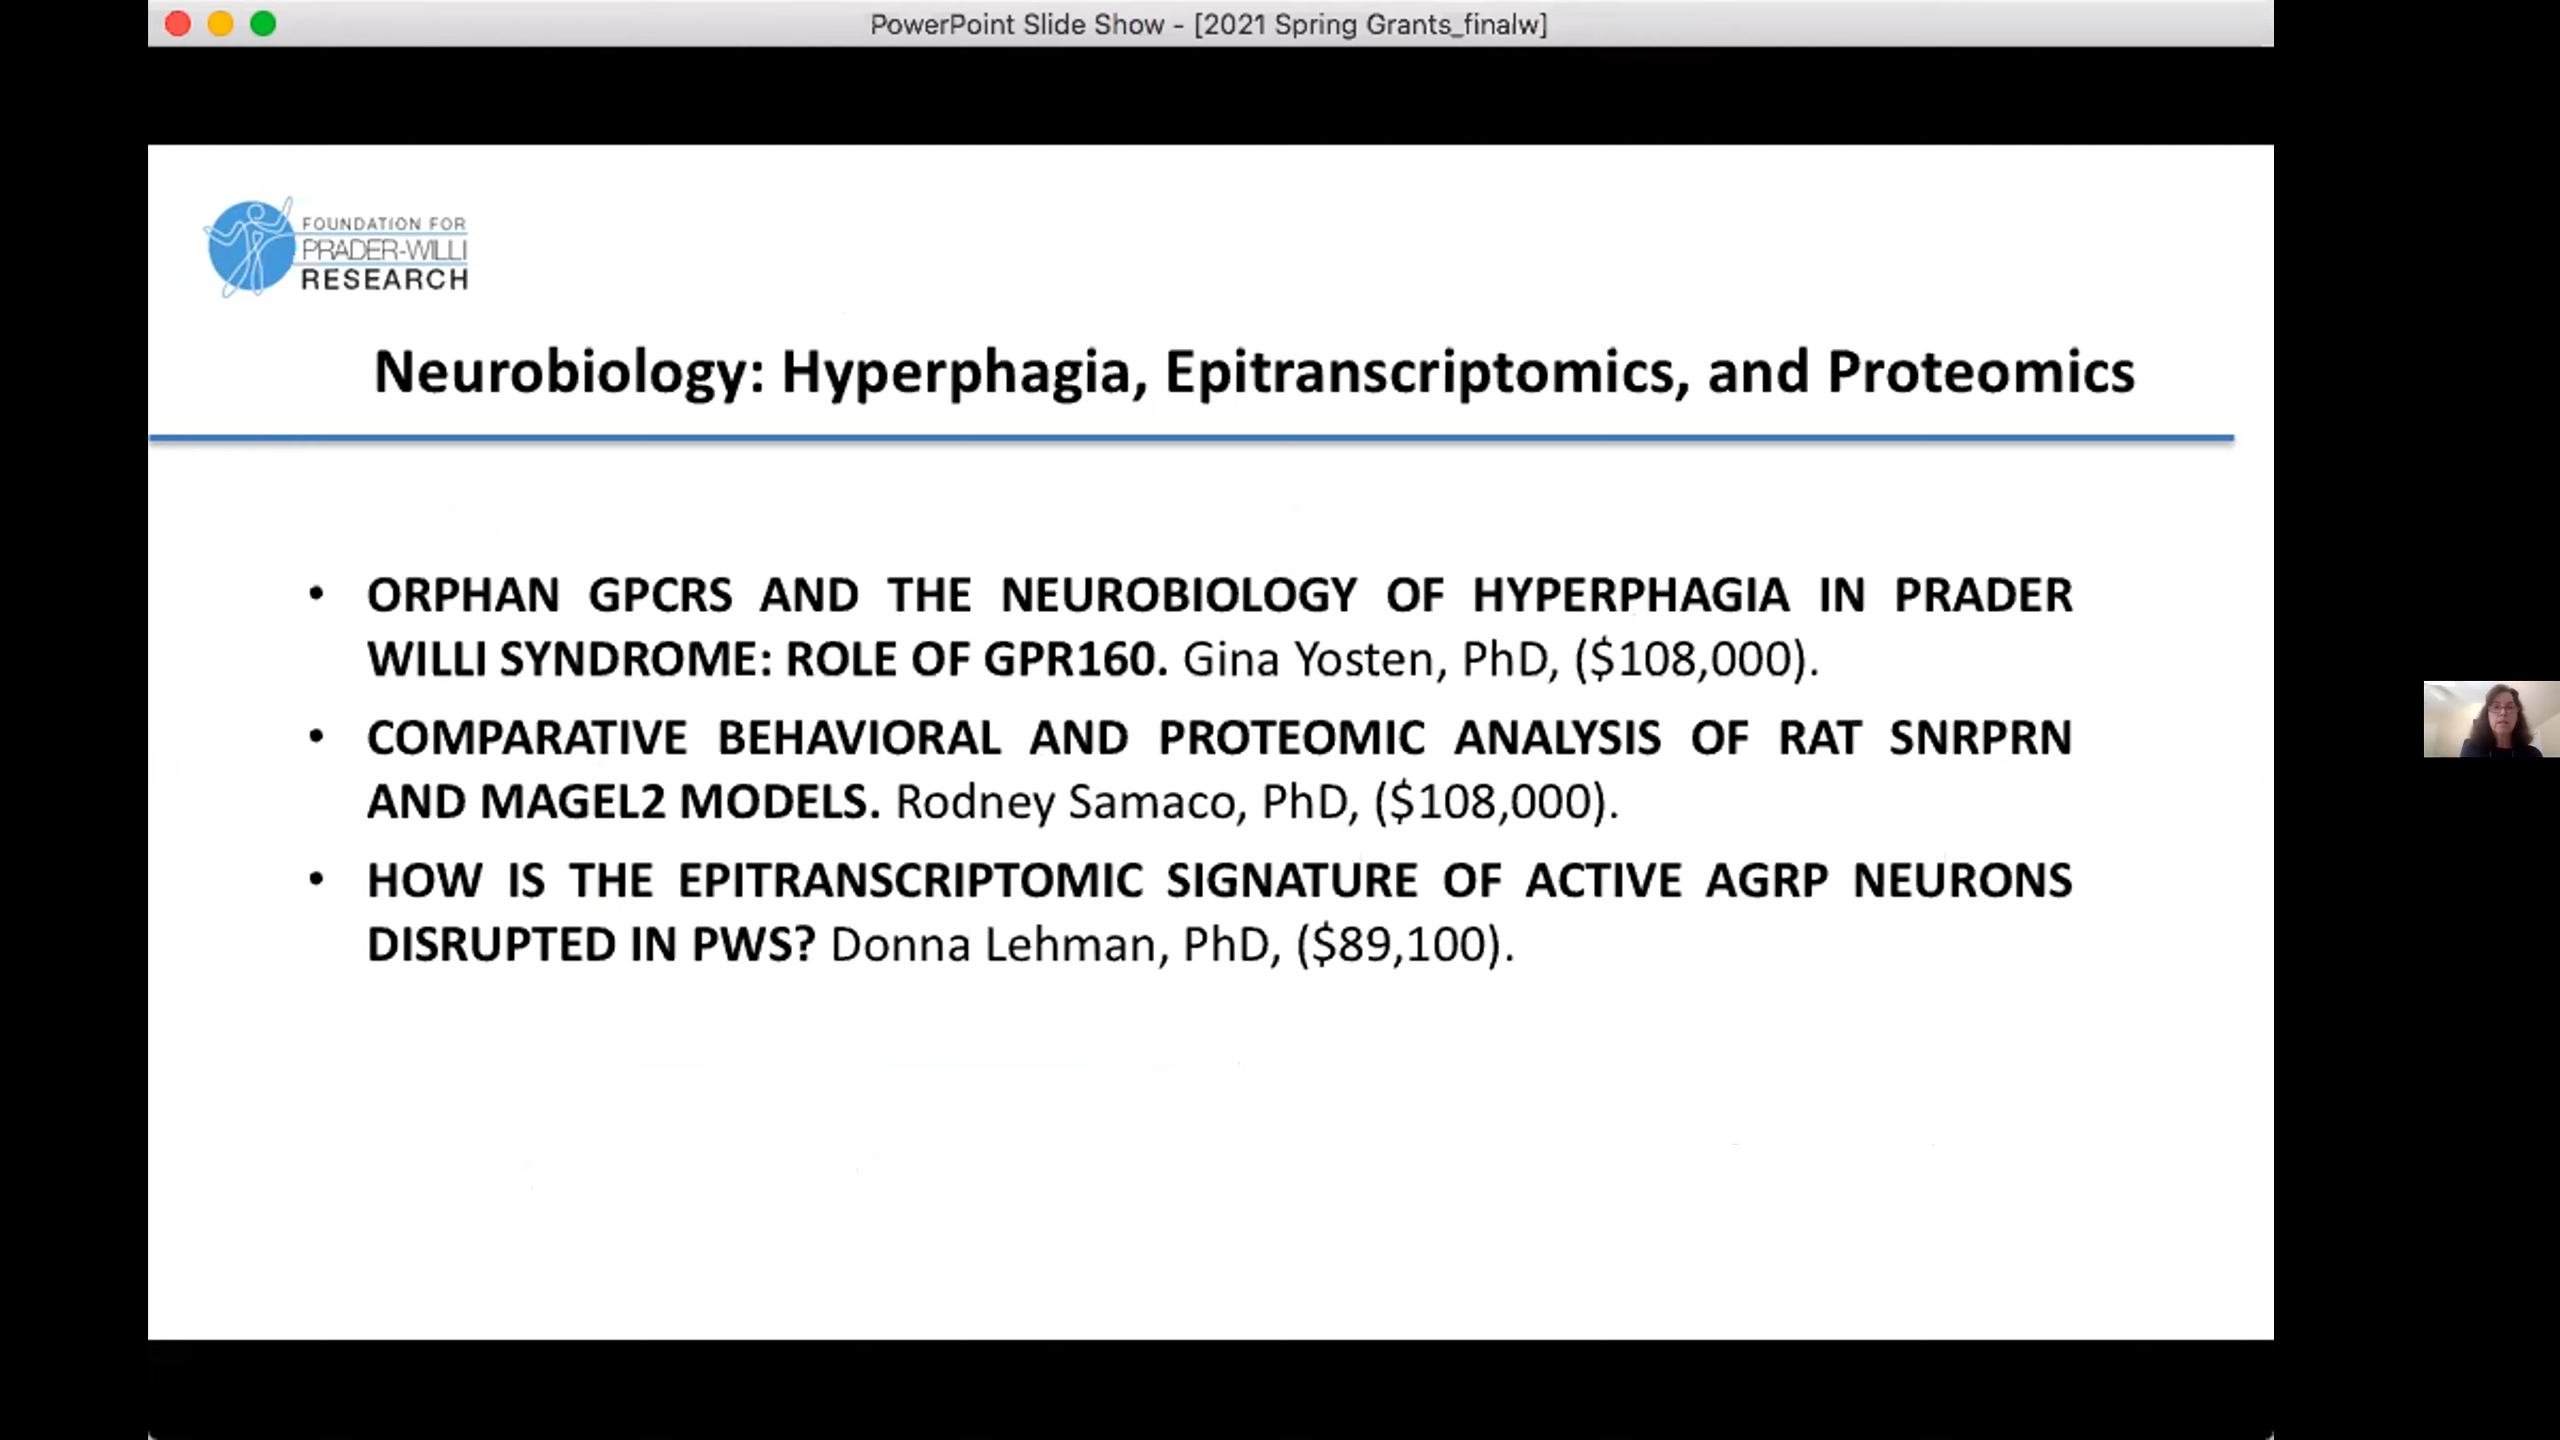 PowerPoint Slide Show - [2021 Spring Grants_finalw]
FOUNDATION FOR
PRADER-WILLI
RESEARCH
Neurobiology: Hyperphagia, Epitranscriptomics, and Proteomics
• ORPHAN GPCRS AND THE NEUROBIOLOGY OF HYPERPHAGIA IN PRADER
WILLI SYNDROME: ROLE OF GPR160. Gina Yosten, PhD, ($108,000).
• COMPARATIVE BEHAVIORAL AND PROTEOMIC ANALYSIS OF RAT SNRPRN
AND MAGEL2 MODELS. Rodney Samaco, PhD, ($108,000).
• HOW IS THE EPITRANSCRIPTOMIC SIGNATURE OF ACTIVE AGRP NEURONS
DISRUPTED IN PWS? Donna Lehman, PhD, ($89,100).